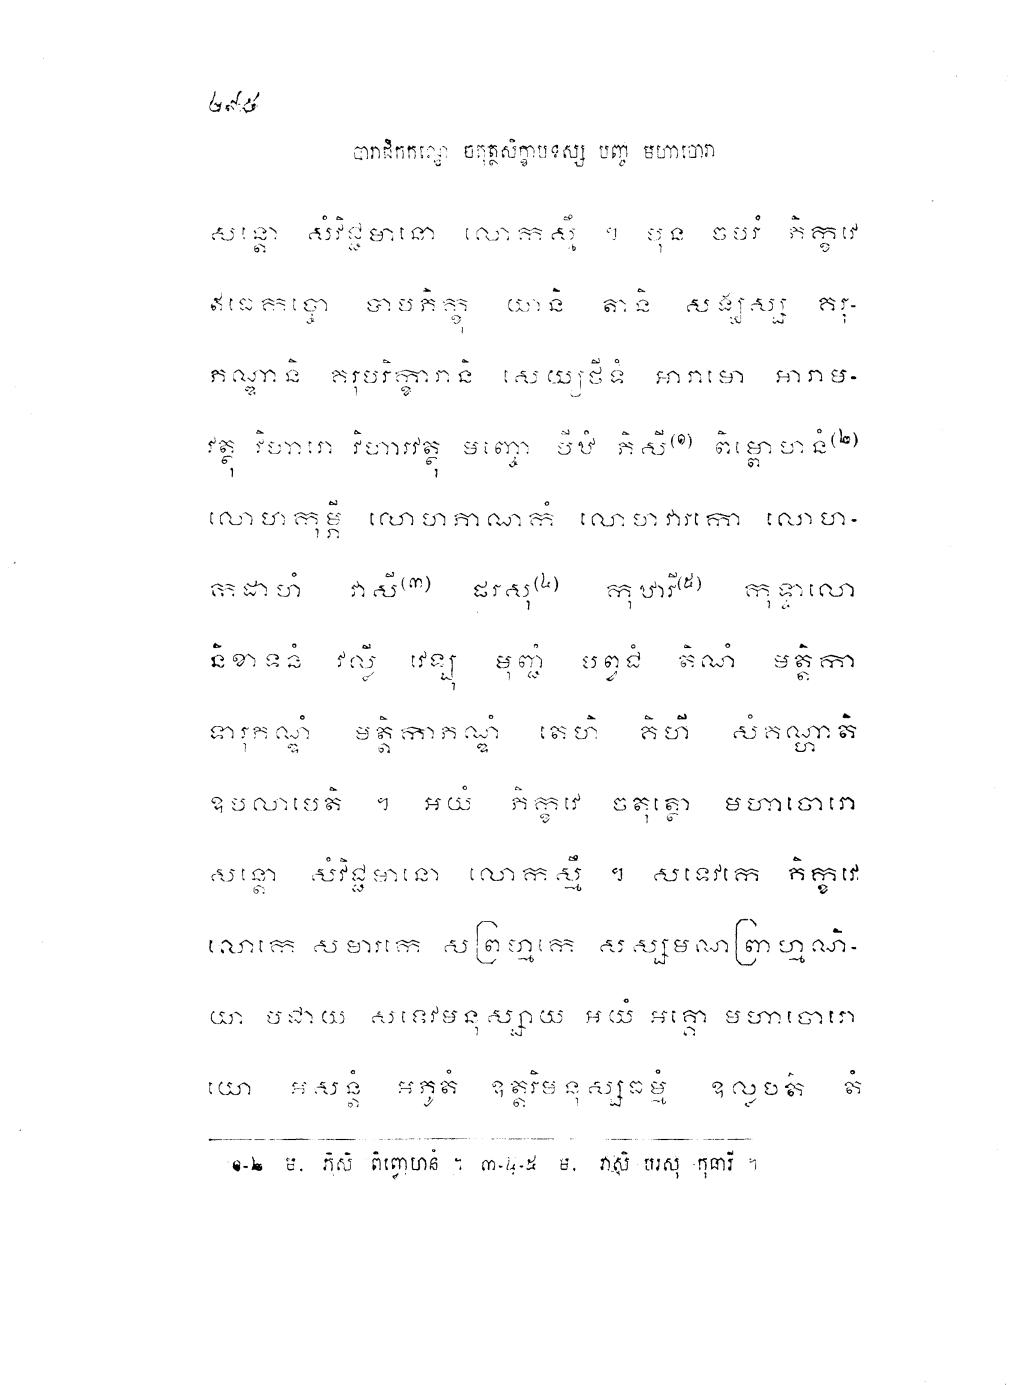 ២៩៥
បារាជិកកណ្ឌេ ចតុត្ថសិក្ខាបទស្ស បញ្ច មហាចោរា
សន្តោ សំវិជ្ជមានោ លោកស្មឹ ។ បុន ចបរំ ភិក្ខវេ
ឥធេកច្ចោ បាបភិក្ខុ យានិ តានិ សង្ឃស្ស គរុ-
ភណ្ឌានិ គរុបរិក្ខារានិ សេយ្យថីទំ អារាមោ អារាម-
វត្ថុ វិហារោ វិហារវត្ថុ មញ្ចោ បីឋំ ភិសី(១) ពិម្ពោហនំ(២)
លោហកុម្ភី លោហភាណកំ លោហវារកោ លោហ-
កដាហំ វាសី(៣) ផរសុ(៤) កុឋារី(៥) កុទ្ទាលោ
និខាទនំ វល្លី វេឡុ មុញ្ជំ បព្វជំ តិណំ មត្តិកា
ទារុភណ្ឌំ មត្តិកាភណ្ឌំ តេហិ គិហី សំគណ្ហាតិ
ឧបលាបេតិ ។ អយំ ភិក្ខវេ ចតុត្ថោ មហាចោរោ
សន្តោ សំវិជ្ជមានោ លោកស្មឹ ។ សទេវកេ ភិក្ខវេ
លោកេ សមារកេ សព្រហ្មកេ សស្សមណព្រាហ្មណិ-
យា បជាយ សទេវមនុស្សាយ អយំ អគ្គោ មហាចោរោ
យោ អសន្តំ អភូតំ ឧត្តរិមនុស្សធម្មំ ឧល្លបតិ តំ
១-២ ម. ភិសិ ពិព្ពោហនំ ។ ៣-៤-៥ ម. វាសិ បរសុ កុធារី ។